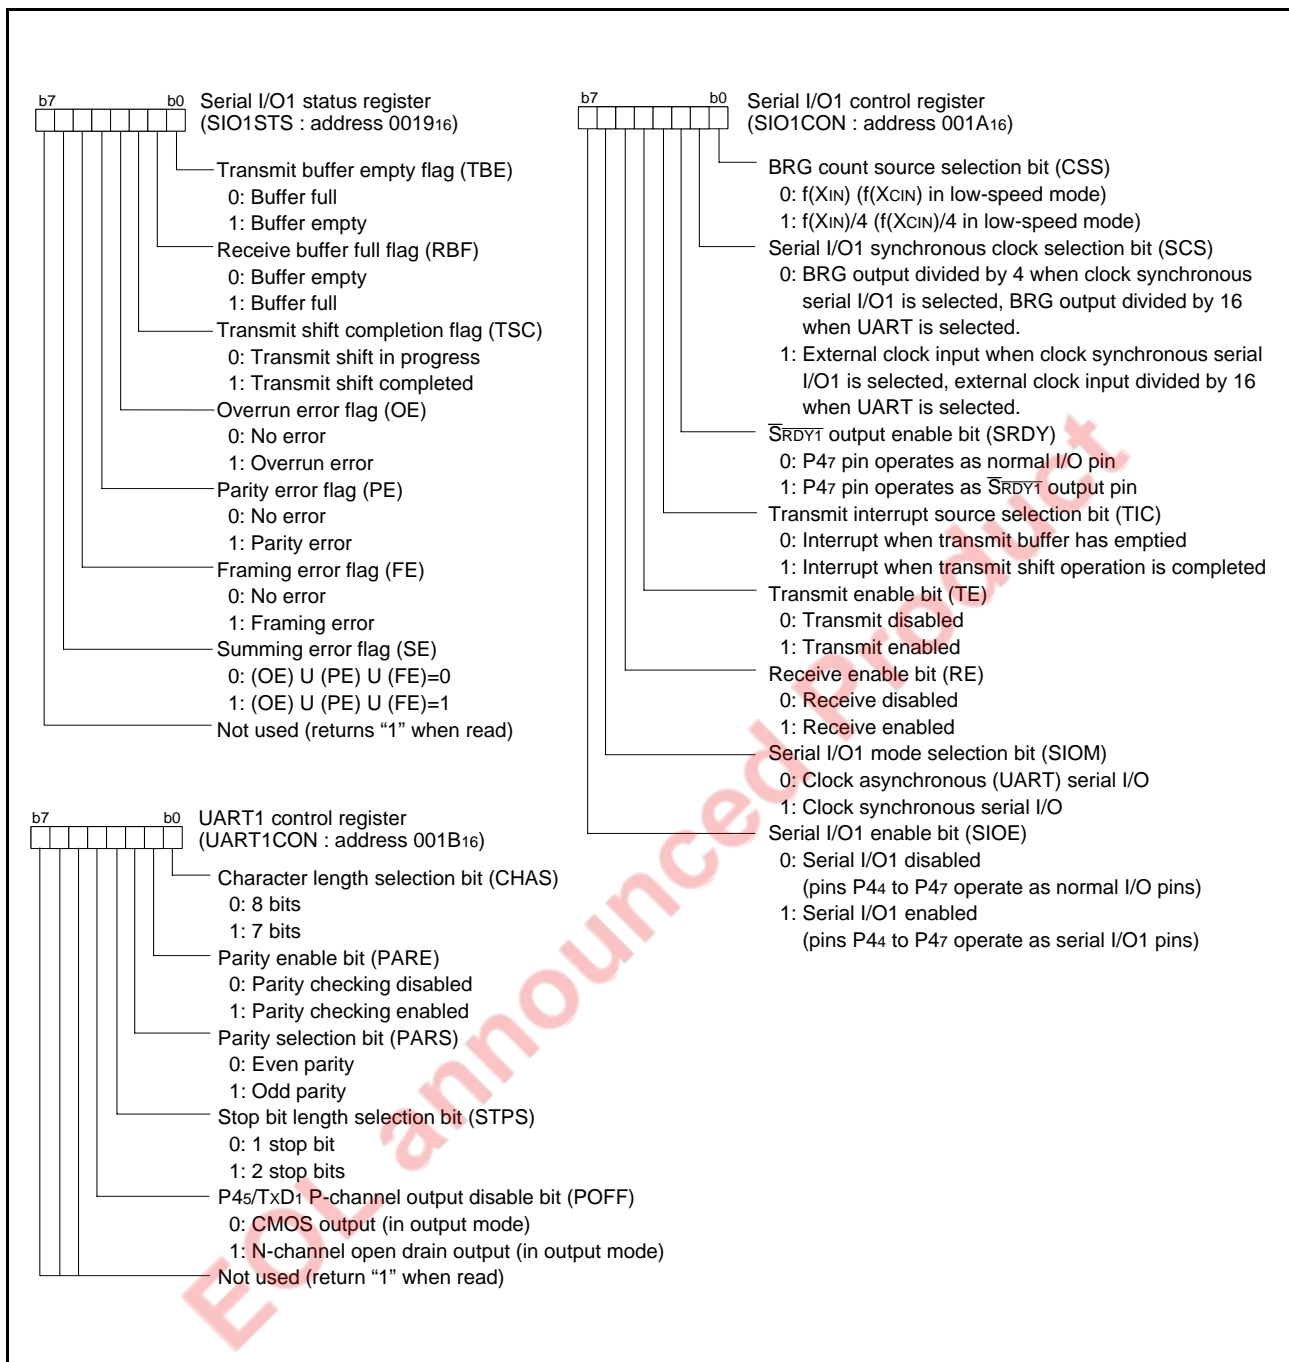 b7 b0 Serial I/O1 status register
(SIO1STS : address 001916)
Transmit buffer empty flag (TBE)
0: Buffer full
1: Buffer empty
Receive buffer full flag (RBF)
0: Buffer empty
1: Buffer full
Transmit shift completion flag (TSC)
0: Transmit shift in progress
1: Transmit shift completed
Overrun error flag (OE)
0: No error
1: Overrun error
Parity error flag (PE)
0: No error
1: Parity error
Framing error flag (FE)
0: No error
1: Framing error
Summing error flag (SE)
0: (OE) U (PE) U (FE)=0
1: (OE) U (PE) U (FE)=1
Not used (returns “1” when read)
b7 b0 UART1 control register
(UART1CON : address 001B16)
Character length selection bit (CHAS)
0: 8 bits
1: 7 bits
Parity enable bit (PARE)
0: Parity checking disabled
1: Parity checking enabled
Parity selection bit (PARS)
0: Even parity
1: Odd parity
Stop bit length selection bit (STPS)
0: 1 stop bit
1: 2 stop bits
P45/TXD1 P-channel output disable bit (POFF)
0: CMOS output (in output mode)
1: N-channel open drain output (in output mode)
Not used (return “1” when read)
b7 b0 Serial I/O1 control register
(SIO1CON : address 001A16)
BRG count source selection bit (CSS)
0: f(XIN) (f(XCIN) in low-speed mode)
1: f(XIN)/4 (f(XCIN)/4 in low-speed mode)
Serial I/O1 synchronous clock selection bit (SCS)
0: BRG output divided by 4 when clock synchronous
serial I/O1 is selected, BRG output divided by 16
when UART is selected.
1: External clock input when clock synchronous serial
I/O1 is selected, external clock input divided by 16
when UART is selected.
SRDY1 output enable bit (SRDY)
0: P47 pin operates as normal I/O pin
1: P47 pin operates as SRDY1 output pin
Transmit interrupt source selection bit (TIC)
0: Interrupt when transmit buffer has emptied
1: Interrupt when transmit shift operation is completed
Transmit enable bit (TE)
0: Transmit disabled
1: Transmit enabled
Receive enable bit (RE)
0: Receive disabled
1: Receive enabled
Serial I/O1 mode selection bit (SIOM)
0: Clock asynchronous (UART) serial I/O
1: Clock synchronous serial I/O
Serial I/O1 enable bit (SIOE)
0: Serial I/O1 disabled
(pins P44 to P47 operate as normal I/O pins)
1: Serial I/O1 enabled
(pins P44 to P47 operate as serial I/O1 pins)
EOL announced Product